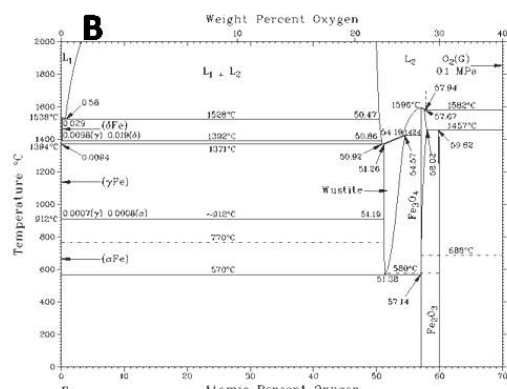 Weight Percent Oxygen
B
0 10 20 30 40
2000
1800
1600
1538°C
1400
1394°C
1200
1000
912°C
800
600
400
200
0
Temperature °C
L1
L1 + L2
L2
O2(G)
0.1 MPa
57.94
1596°C
1582°C
57.67
1457°C
0.58
1528°C
50.47
0.029
(δFe)
0.0098(γ) 0.019(δ)
1392°C
50.86
54.19
1424
1371°C
0.0094
50.92
51.26
54.57
58.02
59.82
Wustite
Fe3O4
(γFe)
0.0007(γ) 0.0008(α)
~912°C
51.19
770°C
685°C
(αFe)
570°C
580°C
51.38
57.14
Fe2O3
0 10 20 30 40 50 60 70
Atomic Percent Oxygen